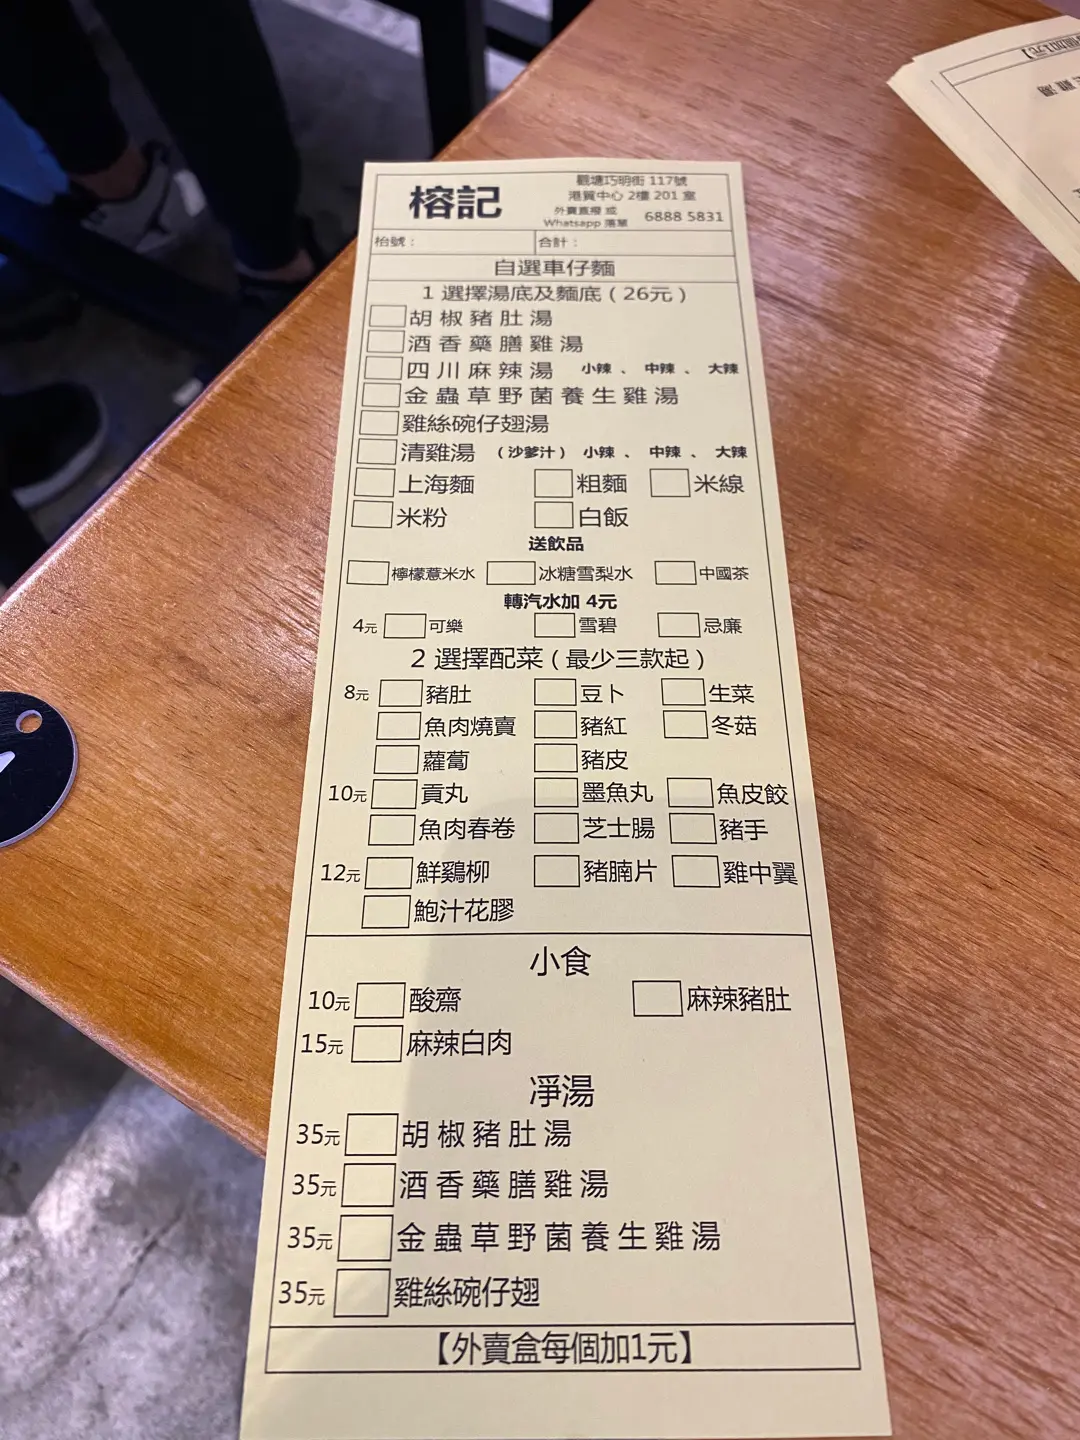 榕記
觀塘巧明街 117號
港貿中心 2樓 201 室
外賣直撥 或
Whatsapp 落單
6888 5831
枱號：
合計：
自選車仔麵
1 選擇湯底及麵底（26元）
胡椒豬肚湯
酒香藥膳雞湯
四川麻辣湯 小辣 、 中辣 、 大辣
金蟲草野菌養生雞湯
雞絲碗仔翅湯
清雞湯 （沙爹汁） 小辣 、 中辣 、 大辣
上海麵 粗麵 米線
米粉 白飯
送飲品
檸檬薏米水 冰糖雪梨水 中國茶
轉汽水加 4元
4元 可樂 雪碧 忌廉
2 選擇配菜（最少三款起）
8元 豬肚 豆卜 生菜
魚肉燒賣 豬紅 冬菇
蘿蔔 豬皮
10元 貢丸 墨魚丸 魚皮餃
魚肉春卷 芝士腸 豬手
12元 鮮鷄柳 豬腩片 雞中翼
鮑汁花膠
小食
10元 酸齋 麻辣豬肚
15元 麻辣白肉
淨湯
35元 胡椒豬肚湯
35元 酒香藥膳雞湯
35元 金蟲草野菌養生雞湯
35元 雞絲碗仔翅
【外賣盒每個加1元】